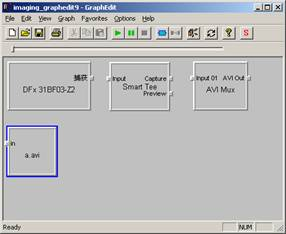 imaging_graphedit9 - GraphEdit
File Edit View Graph Favorites Options Help
S
捕获
DFx 31BF03-Z2
Input Capture
Smart Tee
Preview
Input 01 AVI Out
AVI Mux
in
a.avi
Ready NUM